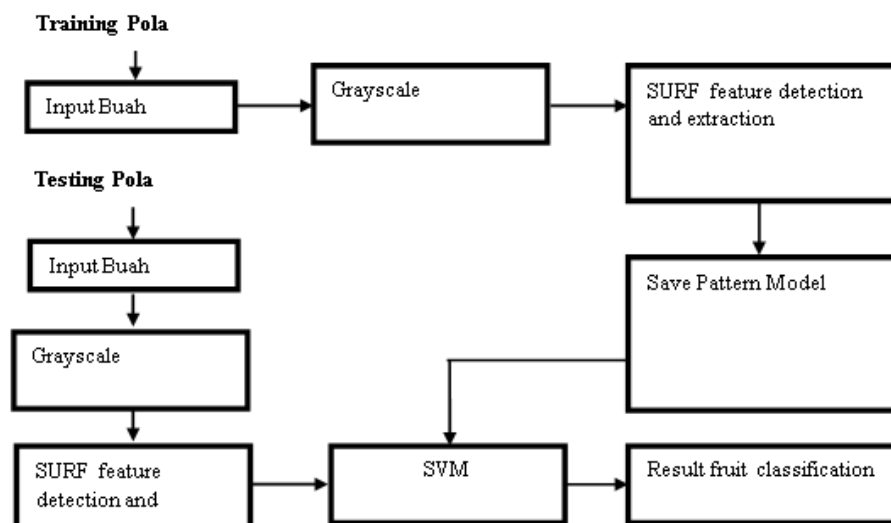 Training Pola
Input Buah
Grayscale
SURF feature detection
and extraction
Testing Pola
Input Buah
Save Pattern Model
Grayscale
SURF feature
detection and
SVM
Result fruit classification